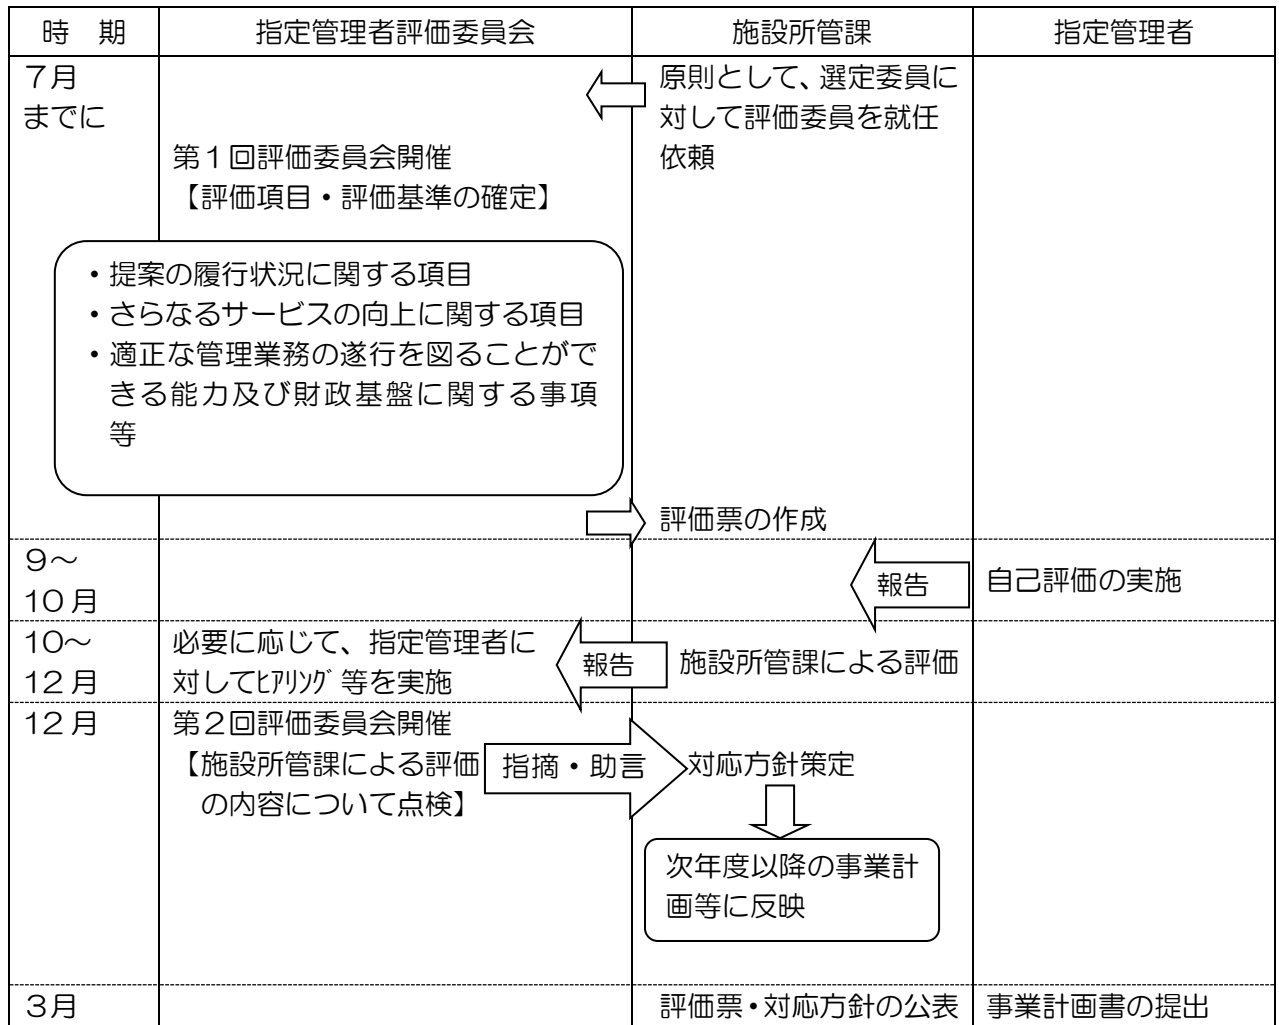 時　期
指定管理者評価委員会
施設所管課
指定管理者
7月
までに
原則として、選定委員に
対して評価委員を就任
依頼
第1回評価委員会開催
【評価項目・評価基準の確定】
・提案の履行状況に関する項目
・さらなるサービスの向上に関する項目
・適正な管理業務の遂行を図ることがで
きる能力及び財政基盤に関する事項
等
評価票の作成
9～
10月
報告
自己評価の実施
10～
12月
必要に応じて、指定管理者に
対してﾋｱﾘﾝｸﾞ等を実施
報告
施設所管課による評価
12月
第2回評価委員会開催
【施設所管課による評価
の内容について点検】
指摘・助言
対応方針策定
次年度以降の事業計
画等に反映
3月
評価票・対応方針の公表
事業計画書の提出